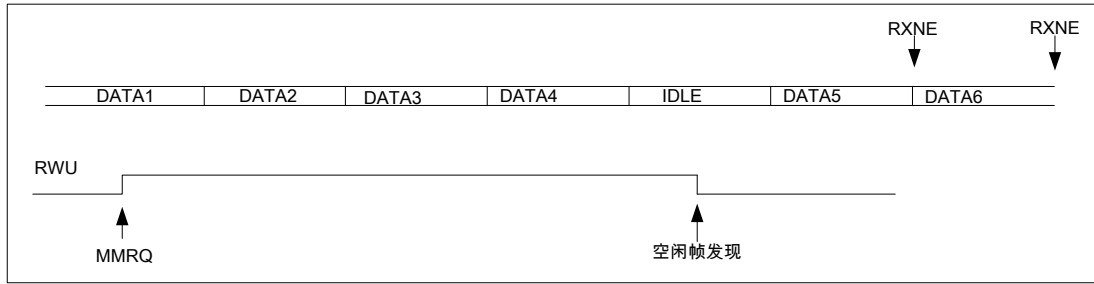 RXNE RXNE
DATA1 DATA2 DATA3 DATA4 IDLE DATA5 DATA6
RWU
MMRQ
空闲帧发现